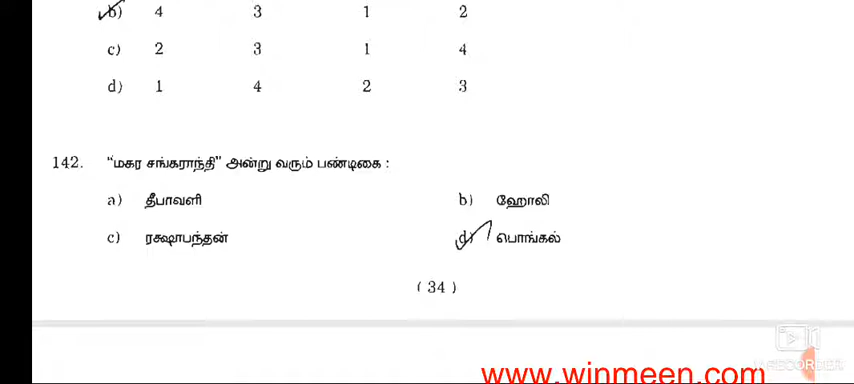 b) 4 3 1 2
c) 2 3 1 4
d) 1 4 2 3
142. "மகர சங்கராந்தி" அன்று வரும் பண்டிகை :
a) தீபாவளி b) ஹோலி
c) ரக்ஷாபந்தன் d) பொங்கல்
( 34 )
RECORDER
www.winmeen.com